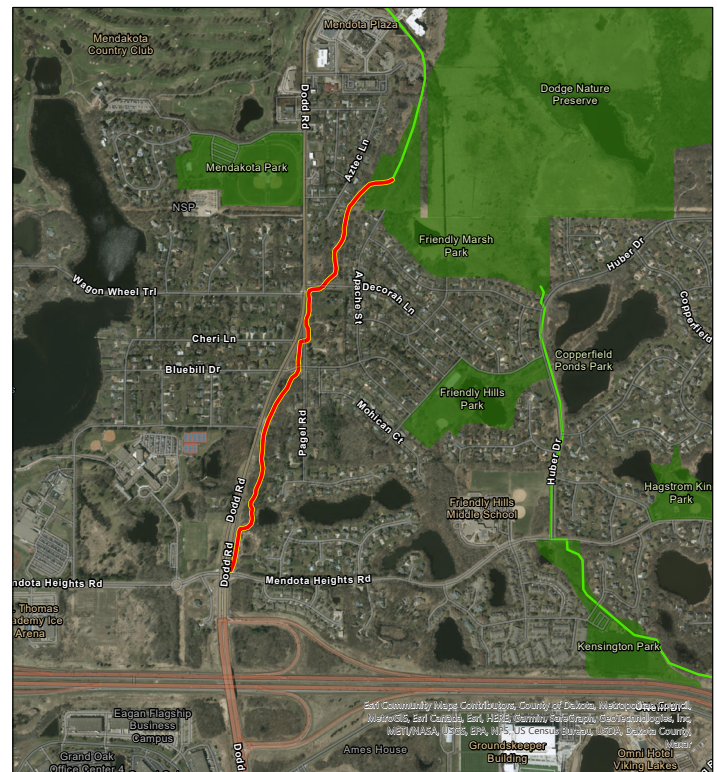 Mendota Plaza
Mendakota
Country Club
Dodge Nature
Preserve
Dodd Rd
Aztec Ln
Mendakota Park
NSP
Friendly Marsh
Park
Huber Dr
Wagon Wheel Trl
Apache St
Decorah Ln
Copperfield
Cheri Ln
Copperfield
Ponds Park
Bluebill Dr
Friendly Hills
Park
Mohican Ct
Pagel Rd
Huber Dr
Dodd Rd
Hagstrom Kin
Park
Friendly Hills
Middle School
Dodd Rd
ndota Heights Rd
Mendota Heights Rd
. Thomas
ademy Ice
Arena
Kensington Park
Esri Community Maps Contributors, County of Dakota, Metropolitan Council,
MetroGIS, Esri Canada, Esri, HERE, Garmin, SafeGraph, GeoTechnologies, Inc,
METI/NASA, USGS, EPA, NPS, US Census Bureau, USDA, Dakota County,
Maxar
Eagan Flagship
Business
Campus
Dodd
Ames House
Groundskeeper
Building
Omni Hotel
Viking Lakes
Grand Oak
Office Center 4